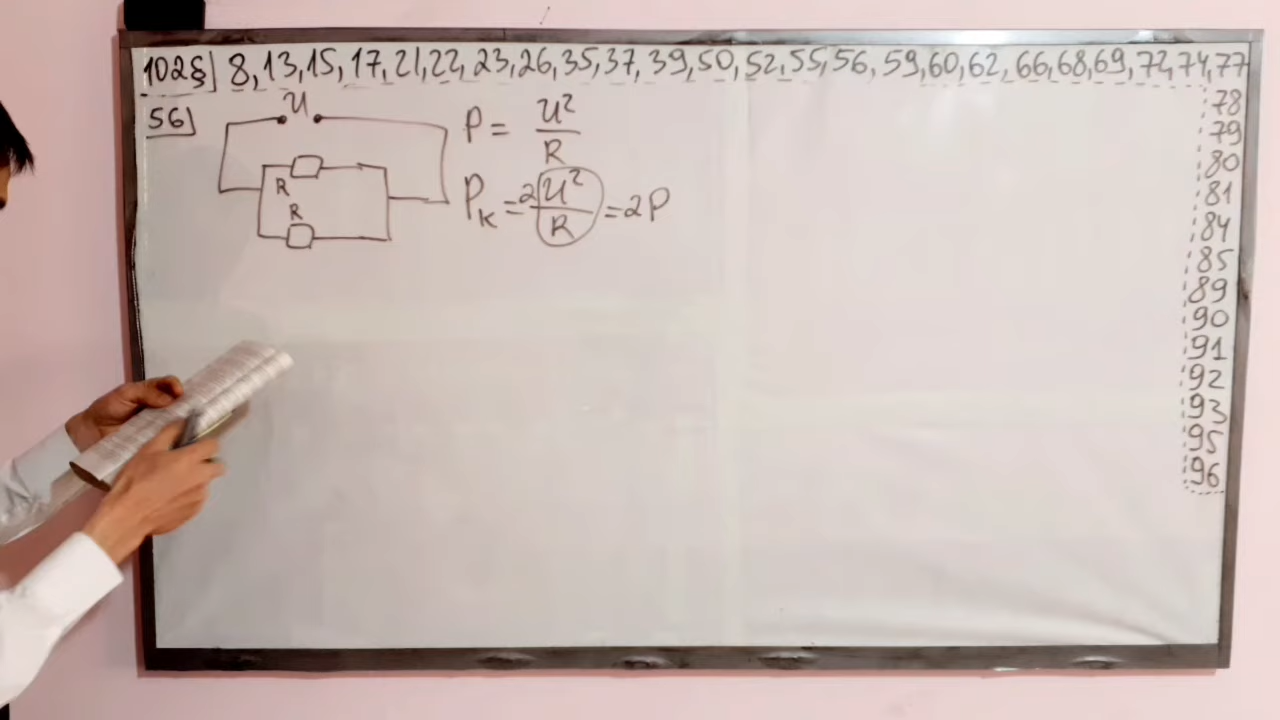 102§] 8, 13, 15, 17, 21, 22, 23, 26, 35, 37, 39, 50, 52, 55, 56, 59, 60, 62, 66, 68, 69, 72, 74, 77
78
79
80
81
84
85
89
90
91
92
93
95
96
56]
U
R
R
P = U²/R
Pк = 2 U²/R = 2P